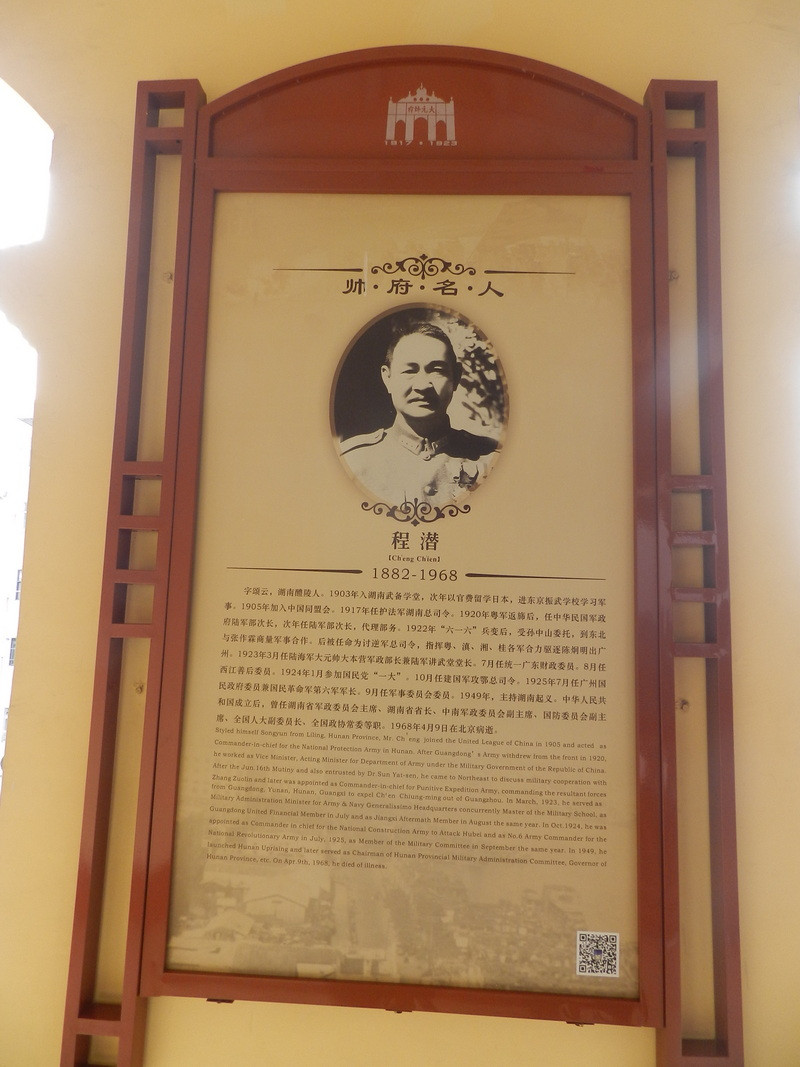 大元帥府
1917 • 1923
帅·府·名·人
程 潜
【Ch'eng Ch'ien】
1882-1968
字颂云,湖南醴陵人。1903年入湖南武备学堂,次年以官费留学日本,进东京振武学校学习军
事。1905年加入中国同盟会。1917年任护法军湖南总司令。1920年粤军返旆后,任中华民国军政
府陆军部次长,次年任陆军部次长,代理部务。1922年“六一六”兵变后,受孙中山委托,到东北
与张作霖商量军事合作。后被任命为讨逆军总司令,指挥粤、滇、湘、桂各军合力驱逐陈炯明出广
州。1923年3月任陆海军大元帅大本营军政部长兼陆军讲武堂堂长。7月任统一广东财政委员。8月任
西江善后委员。1924年1月参加国民党“一大”。10月任建国军攻鄂总司令。1925年7月任广州国
民政府委员兼国民革命军第六军军长。9月任军事委员会委员。1949年,主持湖南起义。中华人民共
和国成立后,曾任湖南省军政委员会主席、湖南省省长、中南军政委员会副主席、国防委员会副主
席、全国人大副委员长、全国政协常委等职。1968年4月9日在北京病逝。
Styled himself Songyun from Liling, Hunan Province, Mr. Ch'eng joined the United League of China in 1905 and acted as
Commander-in-chief for the National Protection Army in Hunan. After Guangdong's Army withdrew from the front in 1920,
he worked as Vice Minister, Acting Minister for Department of Army under the Military Government of the Republic of China.
After the Jun.16th Mutiny and also entrusted by Dr.Sun Yat-sen, he came to Northeast to discuss military cooperation with
Zhang Zuolin and later was appointed as Commander-in-chief for Punitive Expedition Army, commanding the resultant forces
from Guangdong, Yunan, Hunan, Guangxi to expel Ch'en Chiung-ming out of Guangzhou. In March, 1923, he served as
Military Administration Minister for Army & Navy Generalissimo Headquarters concurrently Master of the Military School, as
Guangdong United Financial Member in July and as Jiangxi Aftermath Member in August the same year. In Oct.1924, he was
appointed as Commander in chief for the National Construction Army to Attack Hubei and as No.6 Army Commander for the
National Revolutionary Army in July, 1925, as Member of the Military Committee in September the same year. In 1949, he
launched Hunan Uprising and later served as Chairman of Hunan Provincial Military Administration Committee, Governor of
Hunan Province, etc. On Apr.9th, 1968, he died of illness.